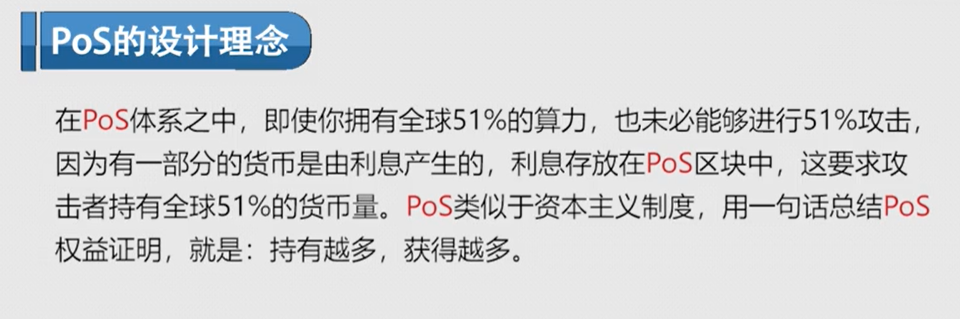 PoS的设计理念
在PoS体系之中，即使你拥有全球51%的算力，也未必能够进行51%攻击，
因为有一部分的货币是由利息产生的，利息存放在PoS区块中，这要求攻
击者持有全球51%的货币量。PoS类似于资本主义制度，用一句话总结PoS
权益证明，就是：持有越多，获得越多。